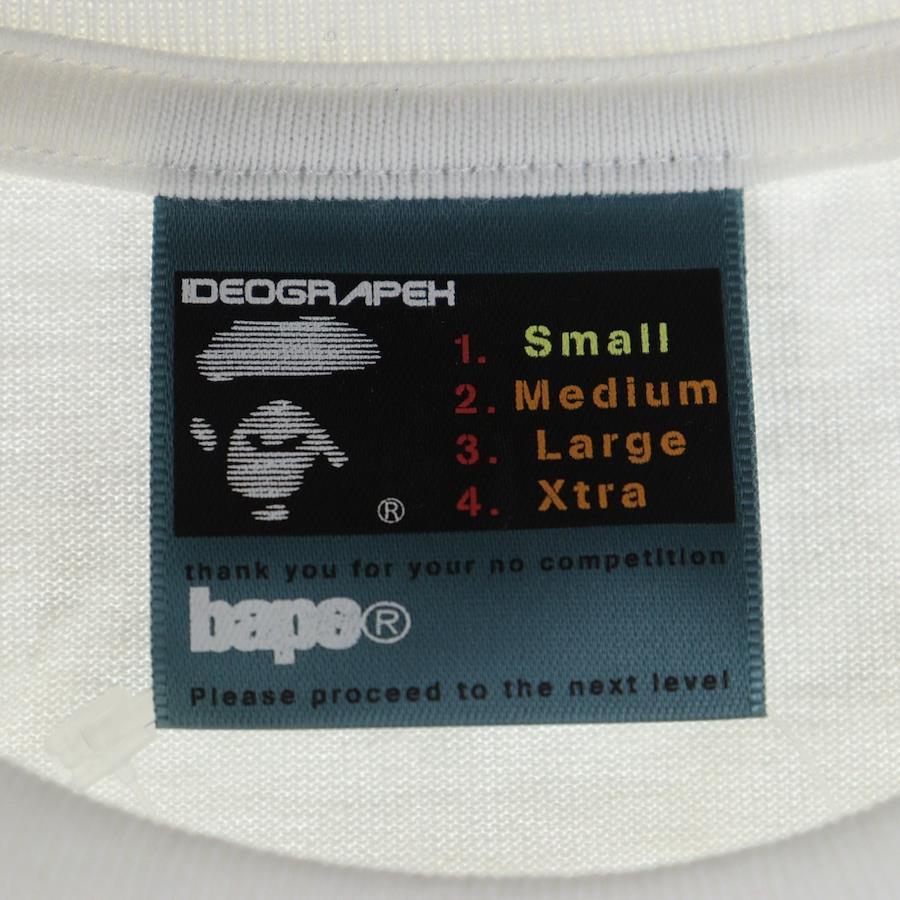 IDEOGRAPEH
1. Small
2. Medium
3. Large
4. Xtra
®
thank you for your no competition
bape®
Please proceed to the next level